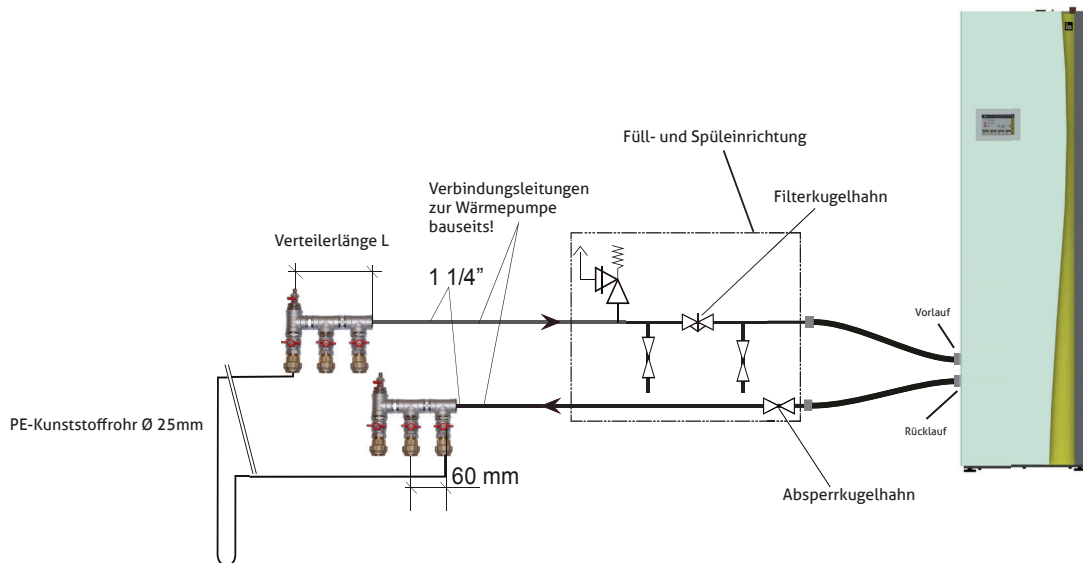 Füll- und Spüleinrichtung
Filterkugelhahn
Verbindungsleitungen
zur Wärmepumpe
bauseits!
Verteilerlänge L
1 1/4”
Vorlauf
PE-Kunststoffrohr Ø 25mm
Rücklauf
60 mm
Absperrkugelhahn